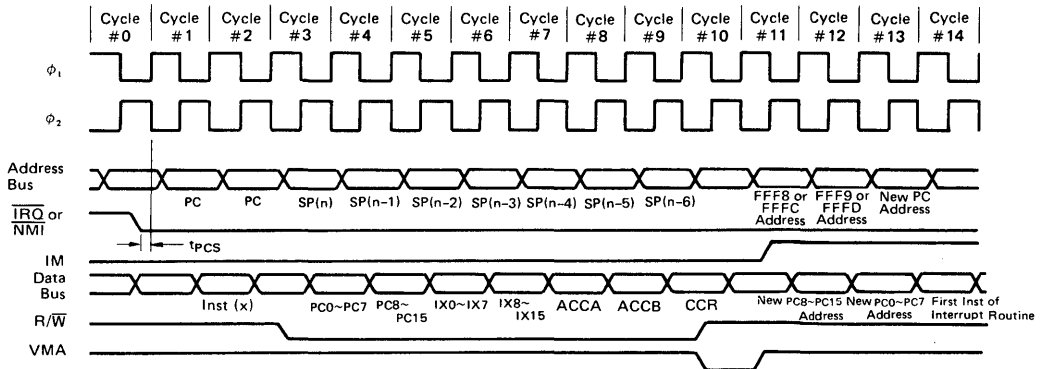 Cycle #0 Cycle #1 Cycle #2 Cycle #3 Cycle #4 Cycle #5 Cycle #6 Cycle #7 Cycle #8 Cycle #9 Cycle #10 Cycle #11 Cycle #12 Cycle #13 Cycle #14
ϕ₁
ϕ₂
Address Bus
PC PC SP(n) SP(n-1) SP(n-2) SP(n-3) SP(n-4) SP(n-5) SP(n-6) FFF8 or FFFC Address FFF9 or FFFD Address New PC Address
I̅R̅Q̅ or N̅M̅I̅
tPCS
IM
Data Bus
Inst (x) PC0~PC7 PC8~PC15 IX0~IX7 IX8~IX15 ACCA ACCB CCR New PC8~PC15 Address New PC0~PC7 Address First Inst of Interrupt Routine
R/W̅
VMA